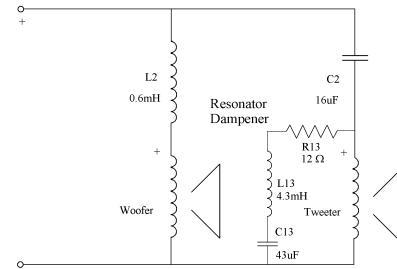 +
L2
0.6mH
C2
16uF
Resonator
Dampener
R13
12 Ω
+
+
L13
4.3mH
Woofer
Tweeter
C13
43uF